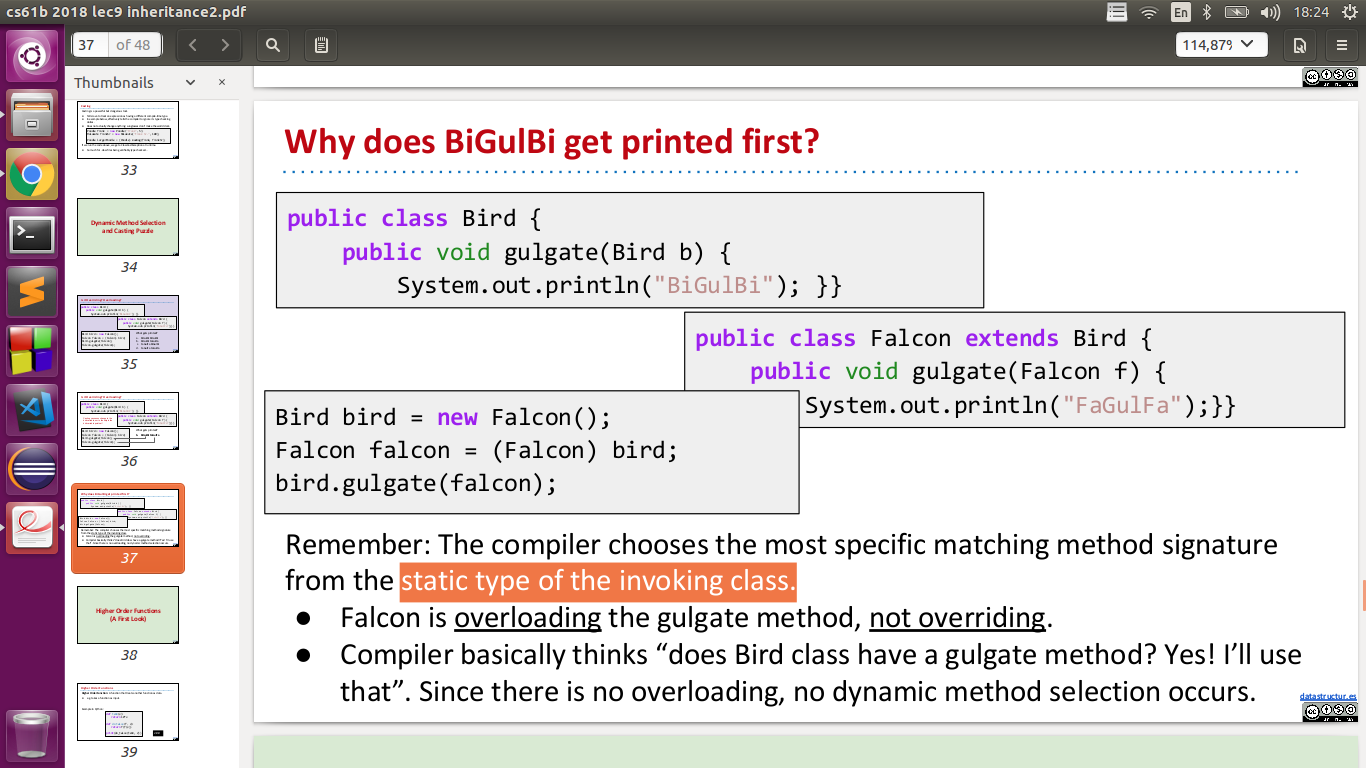 cs61b 2018 lec9 inheritance2.pdf
En
18:24
37 of 48
114,87%
Thumbnails
33
Dynamic Method Selection
and Casting Puzzle
34
35
36
37
Higher Order Functions
(A First Look)
38
39
Why does BiGulBi get printed first?
public class Bird {
public void gulgate(Bird b) {
System.out.println("BiGulBi"); }}
public class Falcon extends Bird {
public void gulgate(Falcon f) {
System.out.println("FaGulFa");}}
Bird bird = new Falcon();
Falcon falcon = (Falcon) bird;
bird.gulgate(falcon);
Remember: The compiler chooses the most specific matching method signature
from the static type of the invoking class.
● Falcon is overloading the gulgate method, not overriding.
● Compiler basically thinks “does Bird class have a gulgate method? Yes! I’ll use
that”. Since there is no overloading, no dynamic method selection occurs.
datastructur.es